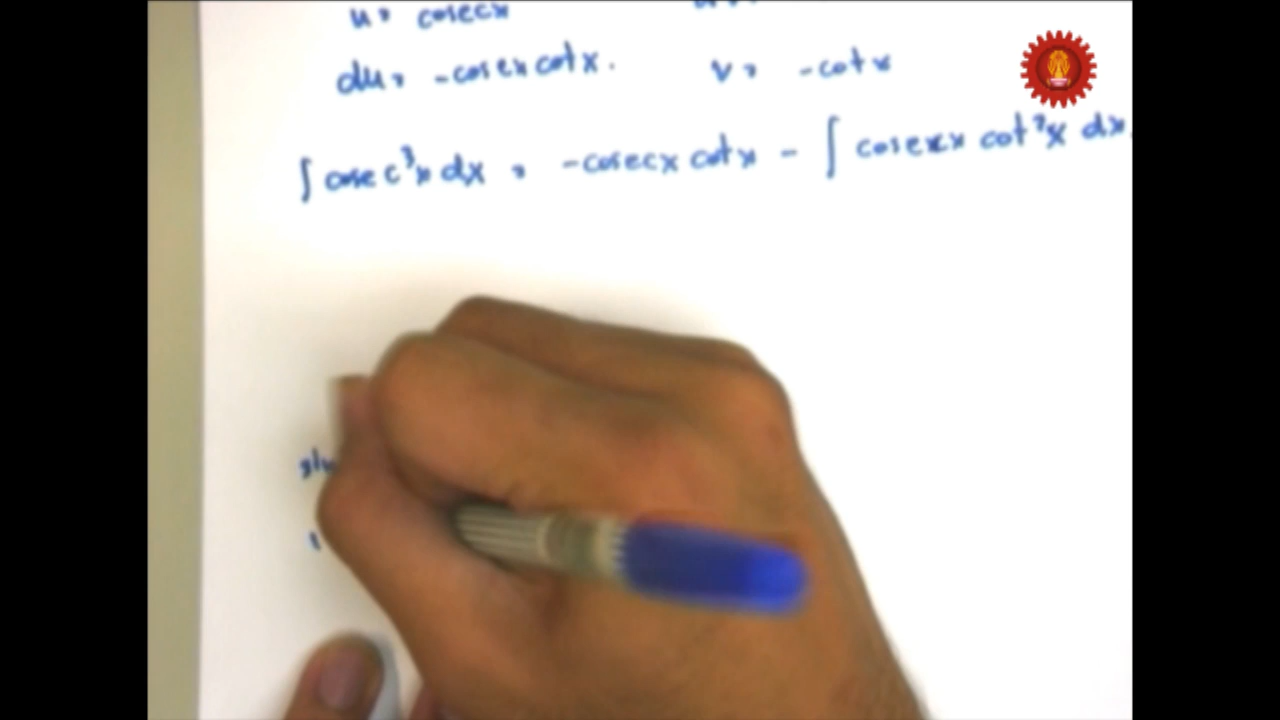 u = cosecx
du = -cosecx cotx. v = -cotx
∫ cosec³x dx = -cosecx cotx - ∫ cosecx cot²x dx